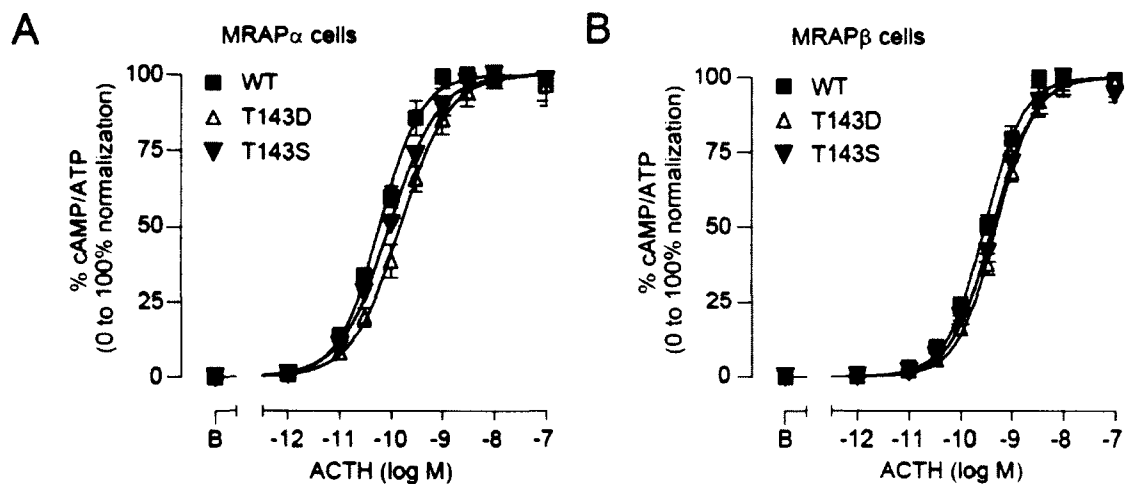 A
MRAPα cells
WT
T143D
T143S
% cAMP/ATP
(0 to 100% normalization)
100
75
50
25
0
B
-12
-11
-10
-9
-8
-7
ACTH (log M)
B
MRAPβ cells
WT
T143D
T143S
% cAMP/ATP
(0 to 100% normalization)
100
75
50
25
0
B
-12
-11
-10
-9
-8
-7
ACTH (log M)